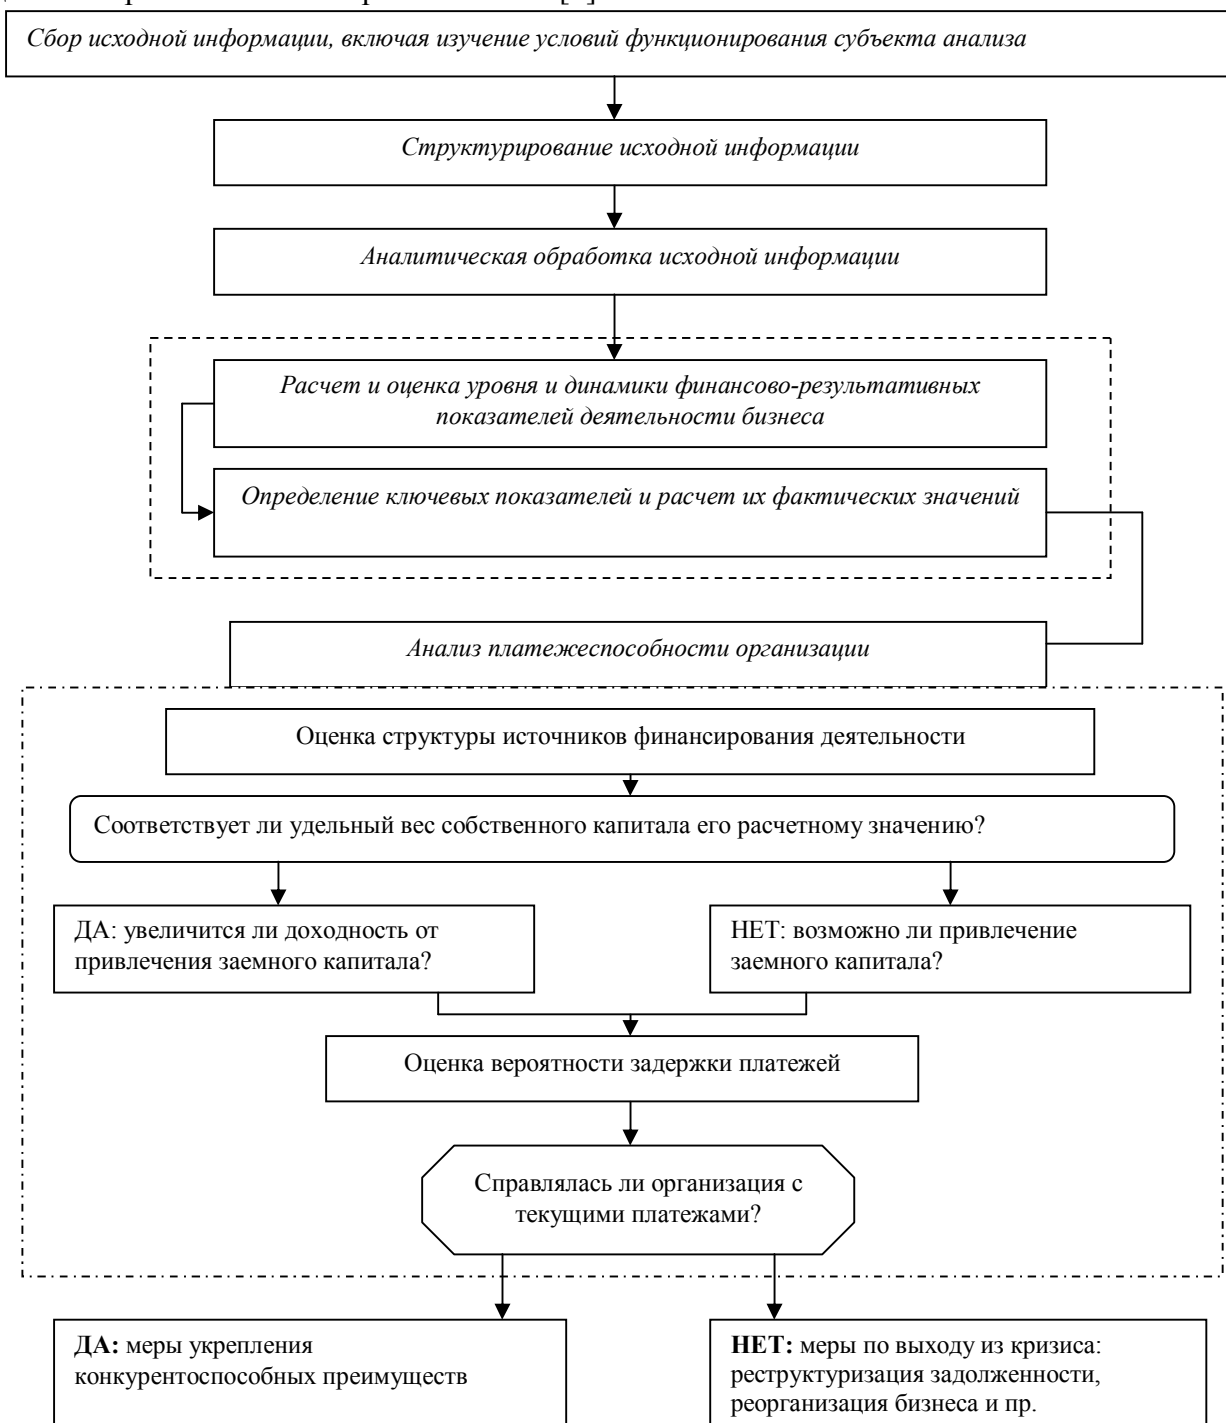 Сбор исходной информации, включая изучение условий функционирования субъекта анализа
Структурирование исходной информации
Аналитическая обработка исходной информации
Расчет и оценка уровня и динамики финансово-результативных
показателей деятельности бизнеса
Определение ключевых показателей и расчет их фактических значений
Анализ платежеспособности организации
Оценка структуры источников финансирования деятельности
Соответствует ли удельный вес собственного капитала его расчетному значению?
ДА: увеличится ли доходность от
привлечения заемного капитала?
НЕТ: возможно ли привлечение
заемного капитала?
Оценка вероятности задержки платежей
Справлялась ли организация с
текущими платежами?
ДА: меры укрепления
конкурентоспособных преимуществ
НЕТ: меры по выходу из кризиса:
реструктуризация задолженности,
реорганизация бизнеса и пр.